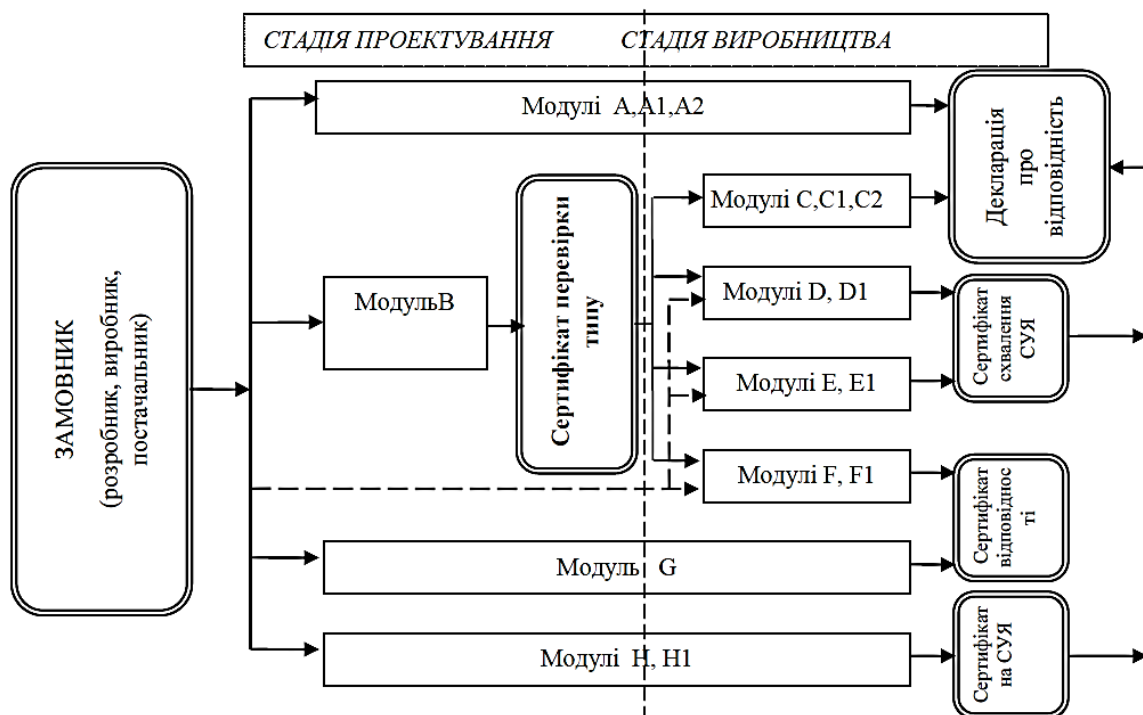 СТАДІЯ ПРОЕКТУВАННЯ СТАДІЯ ВИРОБНИЦТВА
Модулі А,А1,А2
Декларація
про
відповідність
Модулі С,С1,С2
ЗАМОВНИК
(розробник, виробник,
постачальник)
МодульВ
Сертифікат перевірки
типу
Модулі D, D1
Сертифікат
схвалення
СУЯ
Модулі Е, Е1
Модулі F, F1
Сертифікат
відповіднос
ті
Модуль G
Модулі Н, Н1
Сертифікат
на СУЯ